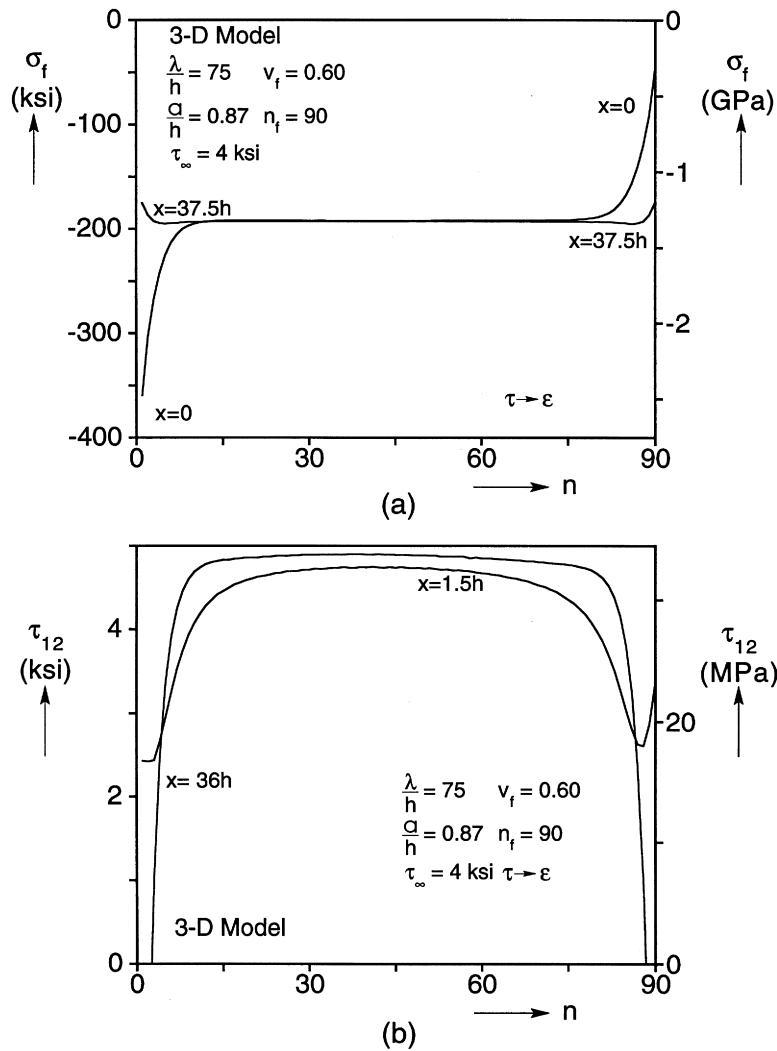 0
3-D Model
0
σf
(ksi)
λ/h = 75 vf = 0.60
σf
(GPa)
-100
a/h = 0.87 nf = 90
x=0
τ∞ = 4 ksi
-1
x=37.5h
-200
x=37.5h
-300
-2
τ→ε
x=0
-400
0 30 60 90
n
(a)
4
x=1.5h
τ12
(ksi)
τ12
(MPa)
20
x= 36h
λ/h = 75 vf = 0.60
2
a/h = 0.87 nf = 90
τ∞ = 4 ksi τ→ε
3-D Model
0
0
0 30 60 90
n
(b)